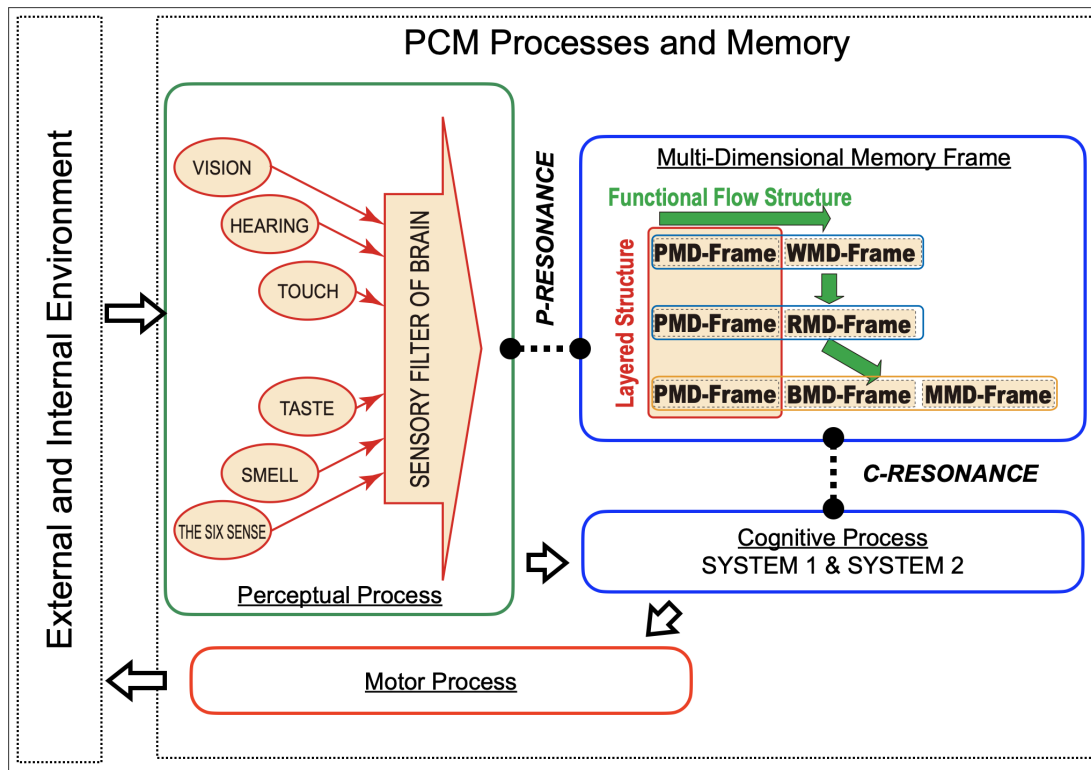 PCM Processes and Memory
External and Internal Environment
VISION
HEARING
TOUCH
TASTE
SMELL
THE SIX SENSE
SENSORY FILTER OF BRAIN
Perceptual Process
P-RESONANCE
Multi-Dimensional Memory Frame
Functional Flow Structure
Layered Structure
PMD-Frame WMD-Frame
PMD-Frame RMD-Frame
PMD-Frame BMD-Frame MMD-Frame
C-RESONANCE
Cognitive Process
SYSTEM 1 & SYSTEM 2
Motor Process